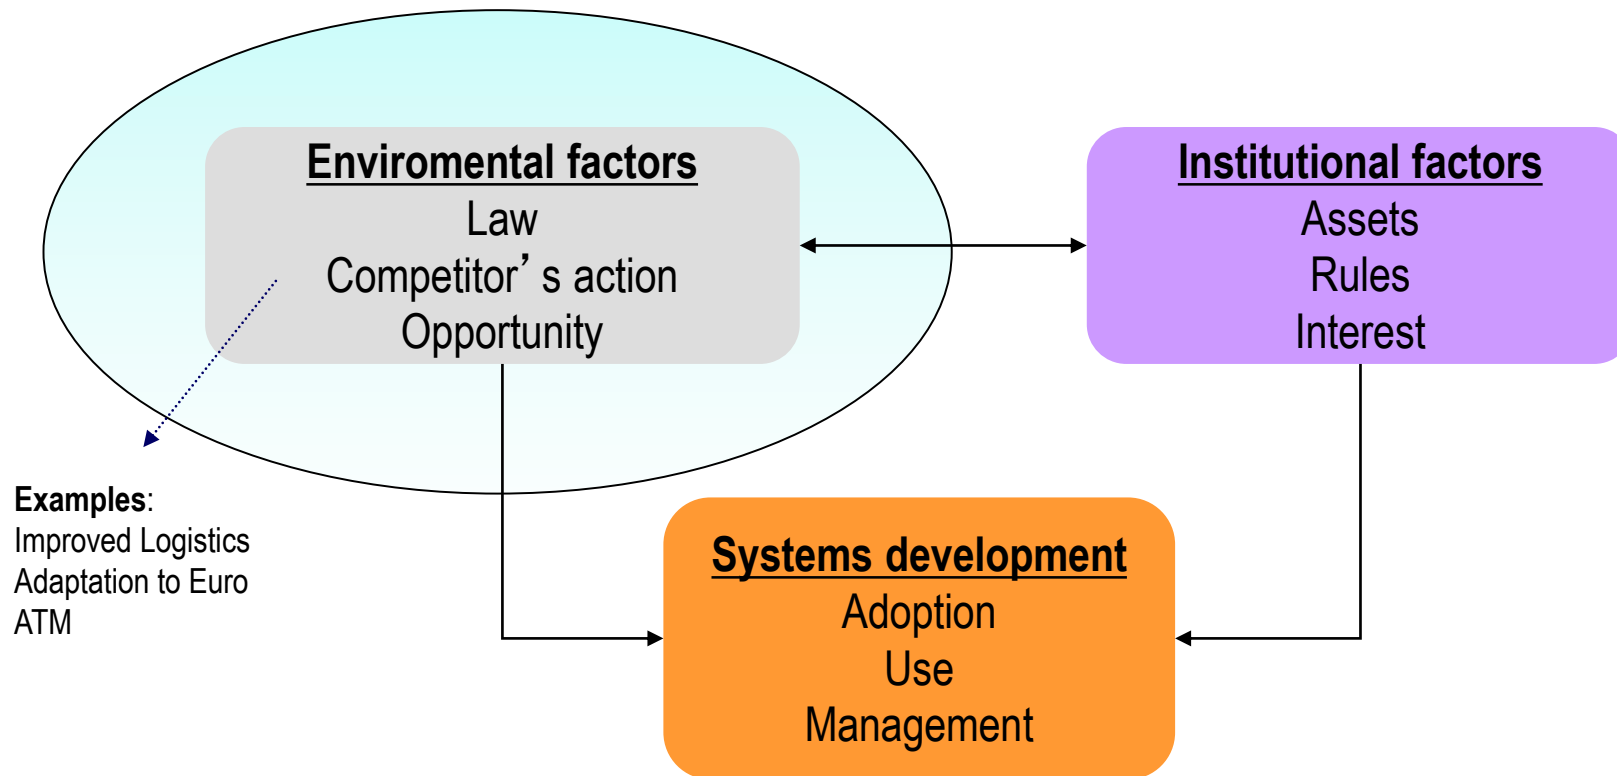 Enviromental factors
Law
Competitor’s action
Opportunity
Institutional factors
Assets
Rules
Interest
Examples:
Improved Logistics
Adaptation to Euro
ATM
Systems development
Adoption
Use
Management